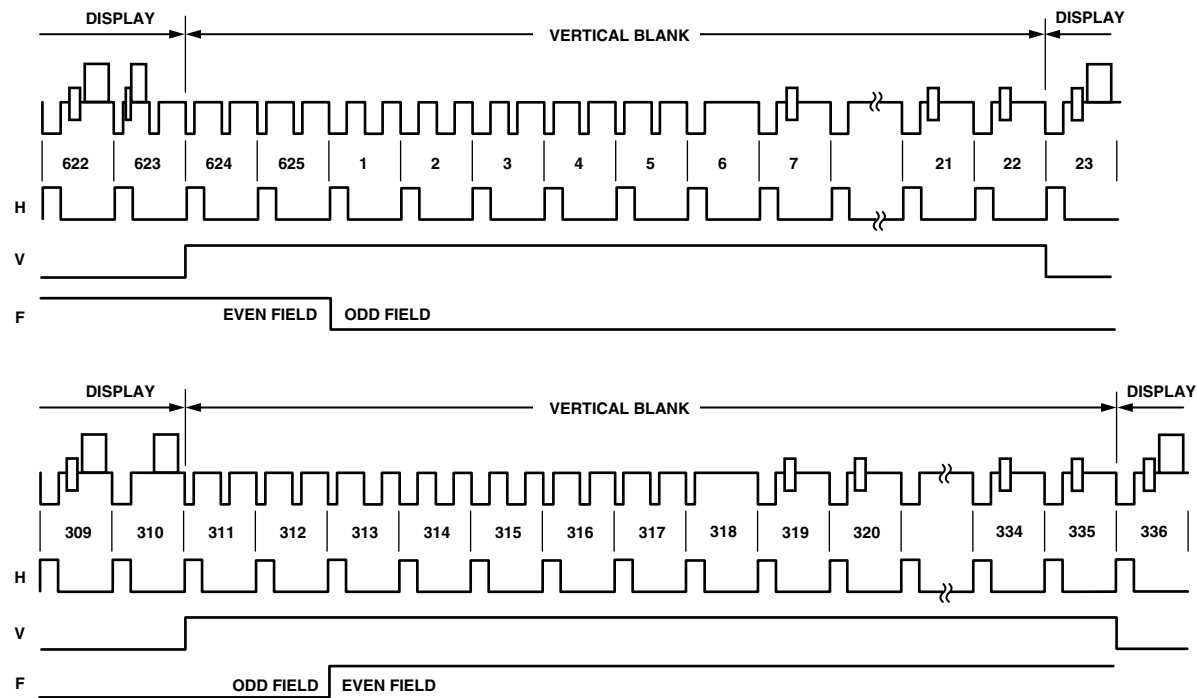 DISPLAY
VERTICAL BLANK
DISPLAY
622 623 624 625 1 2 3 4 5 6 7 21 22 23
H
V
F
EVEN FIELD ODD FIELD
DISPLAY
VERTICAL BLANK
DISPLAY
309 310 311 312 313 314 315 316 317 318 319 320 334 335 336
H
V
F
ODD FIELD EVEN FIELD